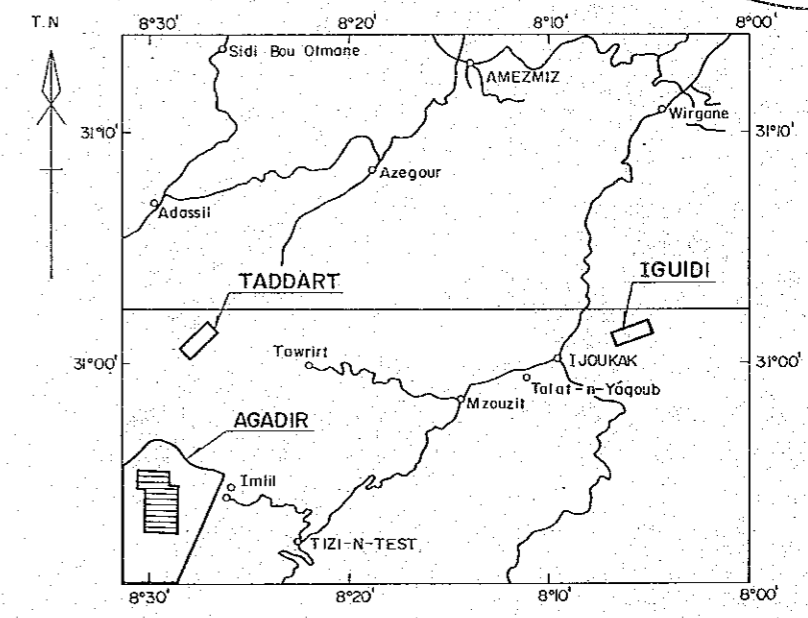 T.N
8°30' 8°20' 8°10' 8°00'
Sidi Bou Otmane
AMEZMIZ
Wirgane
31°10' 31°10'
Azegour
Adassil
TADDART
IGUIDI
Tawrirt
IJOUKAK
31°00' 31°00'
Talat-n-Yáqoub
Mzouzit
AGADIR
Imlil
TIZI-N-TEST
8°30' 8°20' 8°10' 8°00'